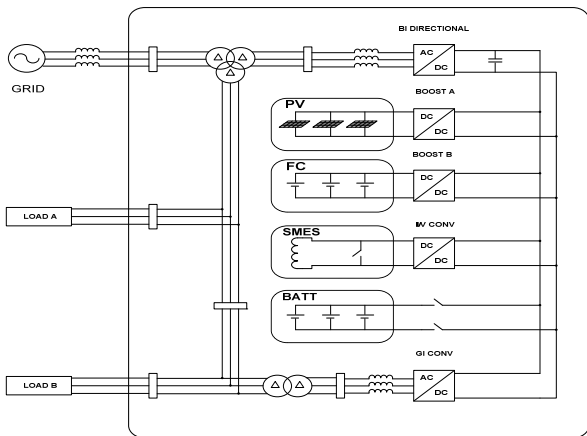 BI DIRECTIONAL
AC
DC
GRID
BOOST A
PV
DC
DC
BOOST B
FC
DC
DC
LOAD A
I/V CONV
SMES
DC
DC
BATT
GI CONV
LOAD B
AC
DC